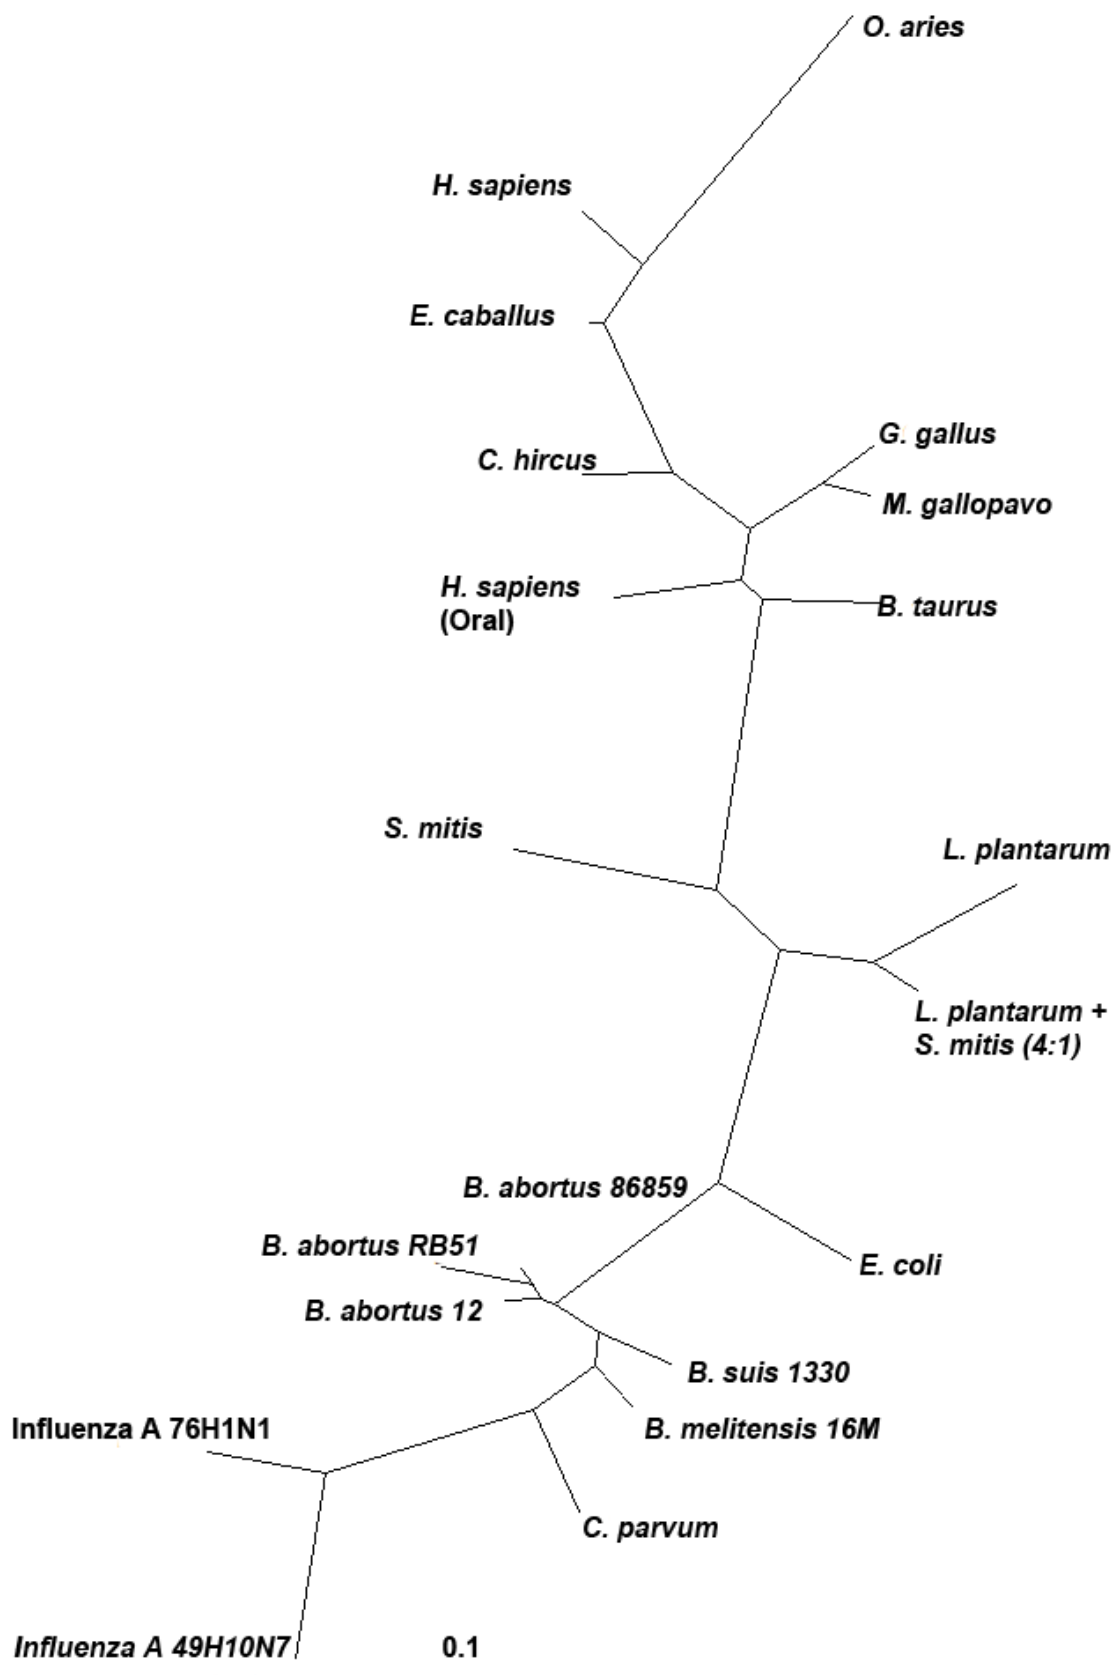 O. aries
H. sapiens
E. caballus
G. gallus
C. hircus
M. gallopavo
H. sapiens
(Oral)
B. taurus
S. mitis
L. plantarum
L. plantarum +
S. mitis (4:1)
B. abortus 86859
B. abortus RB51
E. coli
B. abortus 12
B. suis 1330
Influenza A 76H1N1
B. melitensis 16M
C. parvum
Influenza A 49H10N7
0.1